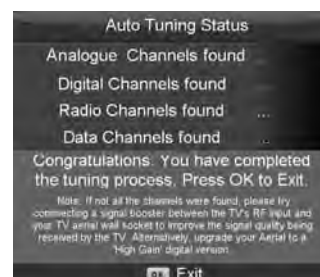 Auto Tuning Status
Analogue Channels found
Digital Channels found
Radio Channels found ...
Data Channels found ..
Congratulations. You have completed
the tuning process. Press OK to Exit.
Note: If not all the channels were found, please try
connecting a signal booster between the TV's RF input and
your TV aerial wall socket to improve the signal quality being
received by the TV. Alternatively, upgrade your Aerial to a
'High Gain' digital version
OK Exit